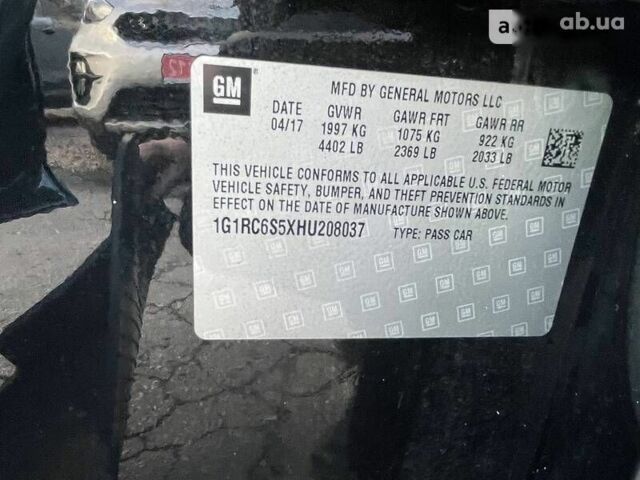 ab.ua
12
GM
MFD BY GENERAL MOTORS LLC
DATE GVWR GAWR FRT GAWR RR
04/17 1997 KG 1075 KG 922 KG
4402 LB 2369 LB 2033 LB
THIS VEHICLE CONFORMS TO ALL APPLICABLE U.S. FEDERAL MOTOR
VEHICLE SAFETY, BUMPER, AND THEFT PREVENTION STANDARDS IN
EFFECT ON THE DATE OF MANUFACTURE SHOWN ABOVE.
1G1RC6S5XHU208037 TYPE: PASS CAR